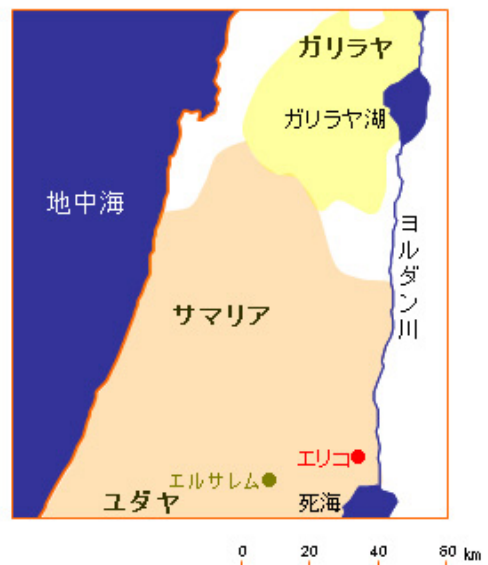 ガリラヤ
ガリラヤ湖
地中海
ヨルダン川
サマリア
エリコ
エルサレム
ユダヤ
死海
0 20 40 60 km